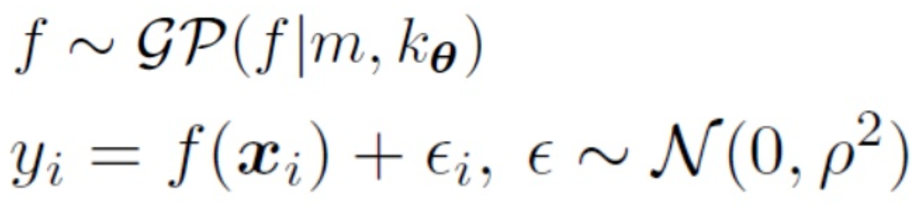 f ∼ 𝒢𝒫(f|m, k_𝜽)
y_i = f(𝒙_i) + ϵ_i, ϵ ∼ 𝒩(0, ρ²)